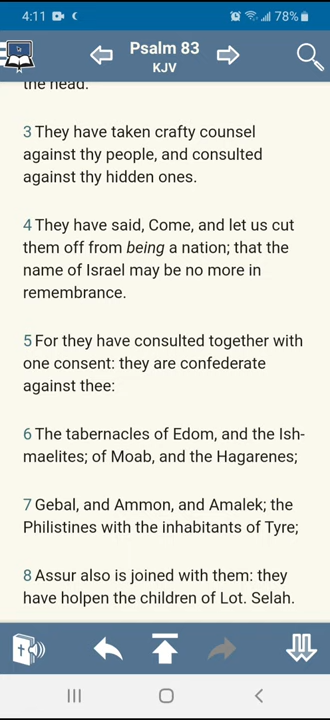 4:11
78%
Psalm 83
KJV
the head.
3 They have taken crafty counsel
against thy people, and consulted
against thy hidden ones.
4 They have said, Come, and let us cut
them off from being a nation; that the
name of Israel may be no more in
remembrance.
5 For they have consulted together with
one consent: they are confederate
against thee:
6 The tabernacles of Edom, and the Ish-
maelites; of Moab, and the Hagarenes;
7 Gebal, and Ammon, and Amalek; the
Philistines with the inhabitants of Tyre;
8 Assur also is joined with them: they
have holpen the children of Lot. Selah.